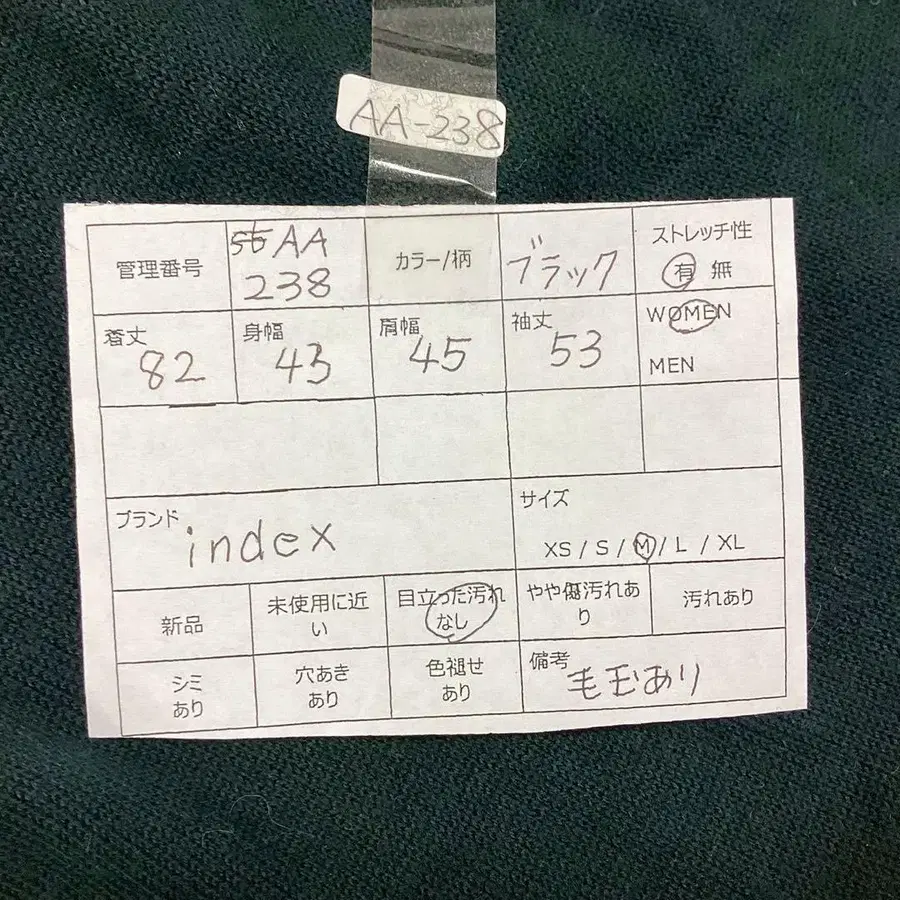 AA-238
管理番号
AA
238
カラー/柄
ブラック
ストレッチ性
有 無
着丈
82
身幅
43
肩幅
45
袖丈
53
WOMEN
MEN
ブランド
index
サイズ
XS / S / M / L / XL
新品
未使用に近
い
目立った汚れ
なし
やや傷汚れあ
り
汚れあり
シミ
あり
穴あき
あり
色褪せ
あり
備考
毛玉あり